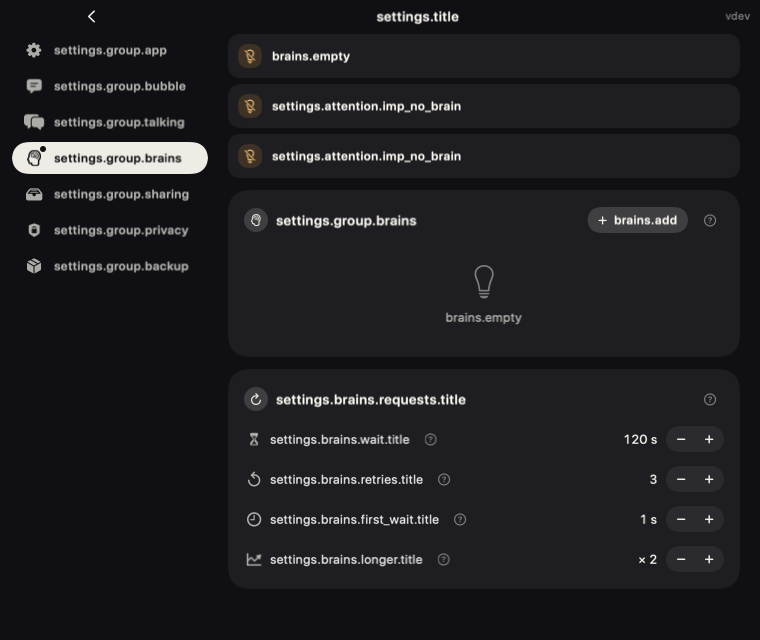 settings.title
vdev
settings.group.app
settings.group.bubble
settings.group.talking
settings.group.brains
settings.group.sharing
settings.group.privacy
settings.group.backup
brains.empty
settings.attention.imp_no_brain
settings.attention.imp_no_brain
settings.group.brains
+ brains.add
brains.empty
settings.brains.requests.title
settings.brains.wait.title 120 s − +
settings.brains.retries.title 3 − +
settings.brains.first_wait.title 1 s − +
settings.brains.longer.title × 2 − +